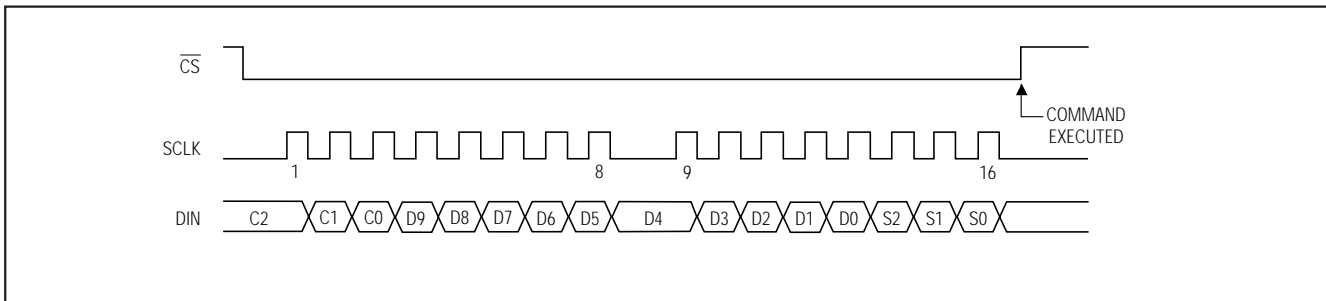 CS
COMMAND
EXECUTED
SCLK
1 8 9 16
DIN C2 C1 C0 D9 D8 D7 D6 D5 D4 D3 D2 D1 D0 S2 S1 S0